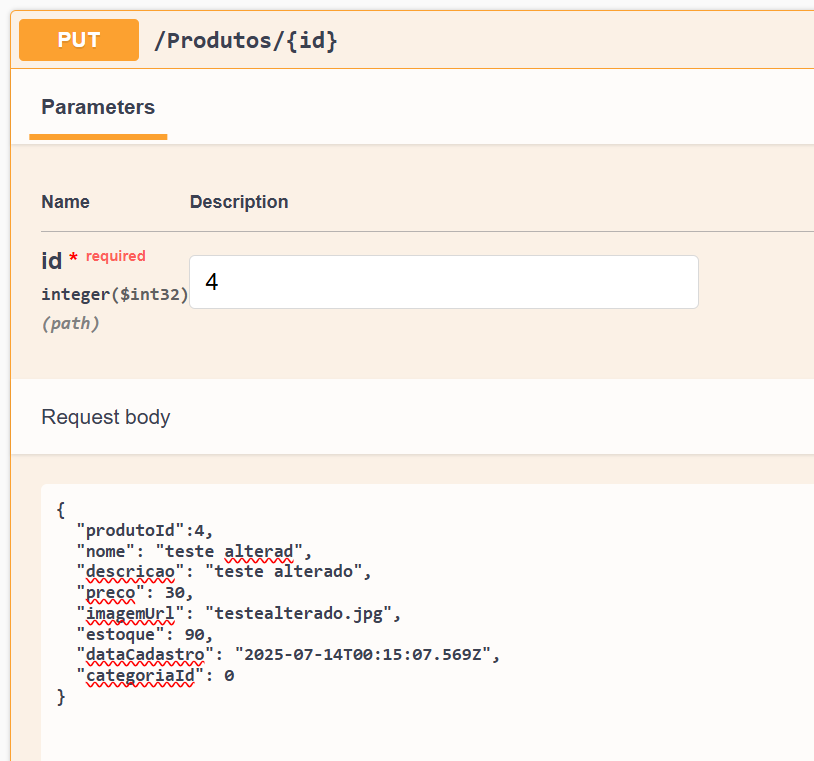 PUT /Produtos/{id}
Parameters
Name Description
id * required
integer($int32)
(path)
4
Request body
{
  "produtoId":4,
  "nome": "teste alterad",
  "descricao": "teste alterado",
  "preco": 30,
  "imagemUrl": "testealterado.jpg",
  "estoque": 90,
  "dataCadastro": "2025-07-14T00:15:07.569Z",
  "categoriaId": 0
}